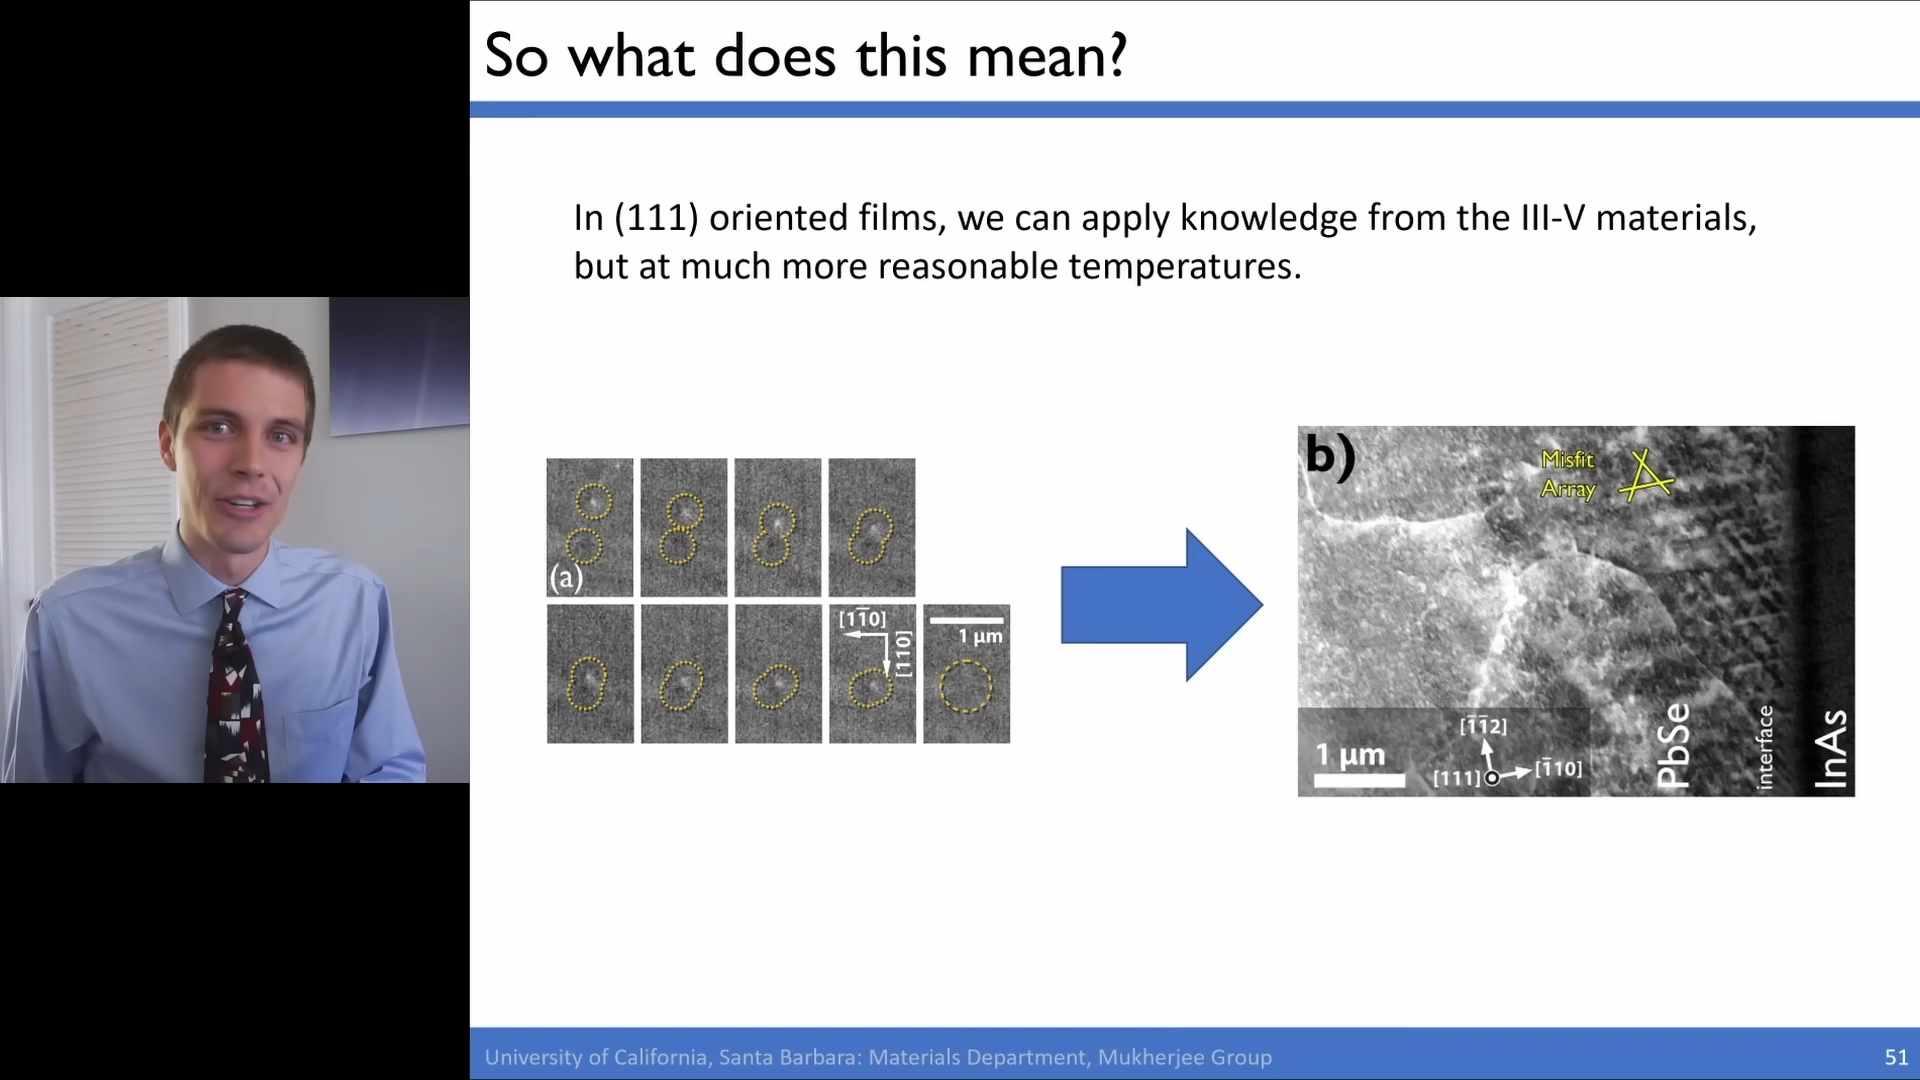 So what does this mean?
In (111) oriented films, we can apply knowledge from the III-V materials,
but at much more reasonable temperatures.
(a)
[11̅0]
[110]
1 μm
b)
Misfit
Array
1 μm
[1̅1̅2]
[111]
[1̅10]
PbSe
interface
InAs
University of California, Santa Barbara: Materials Department, Mukherjee Group
51